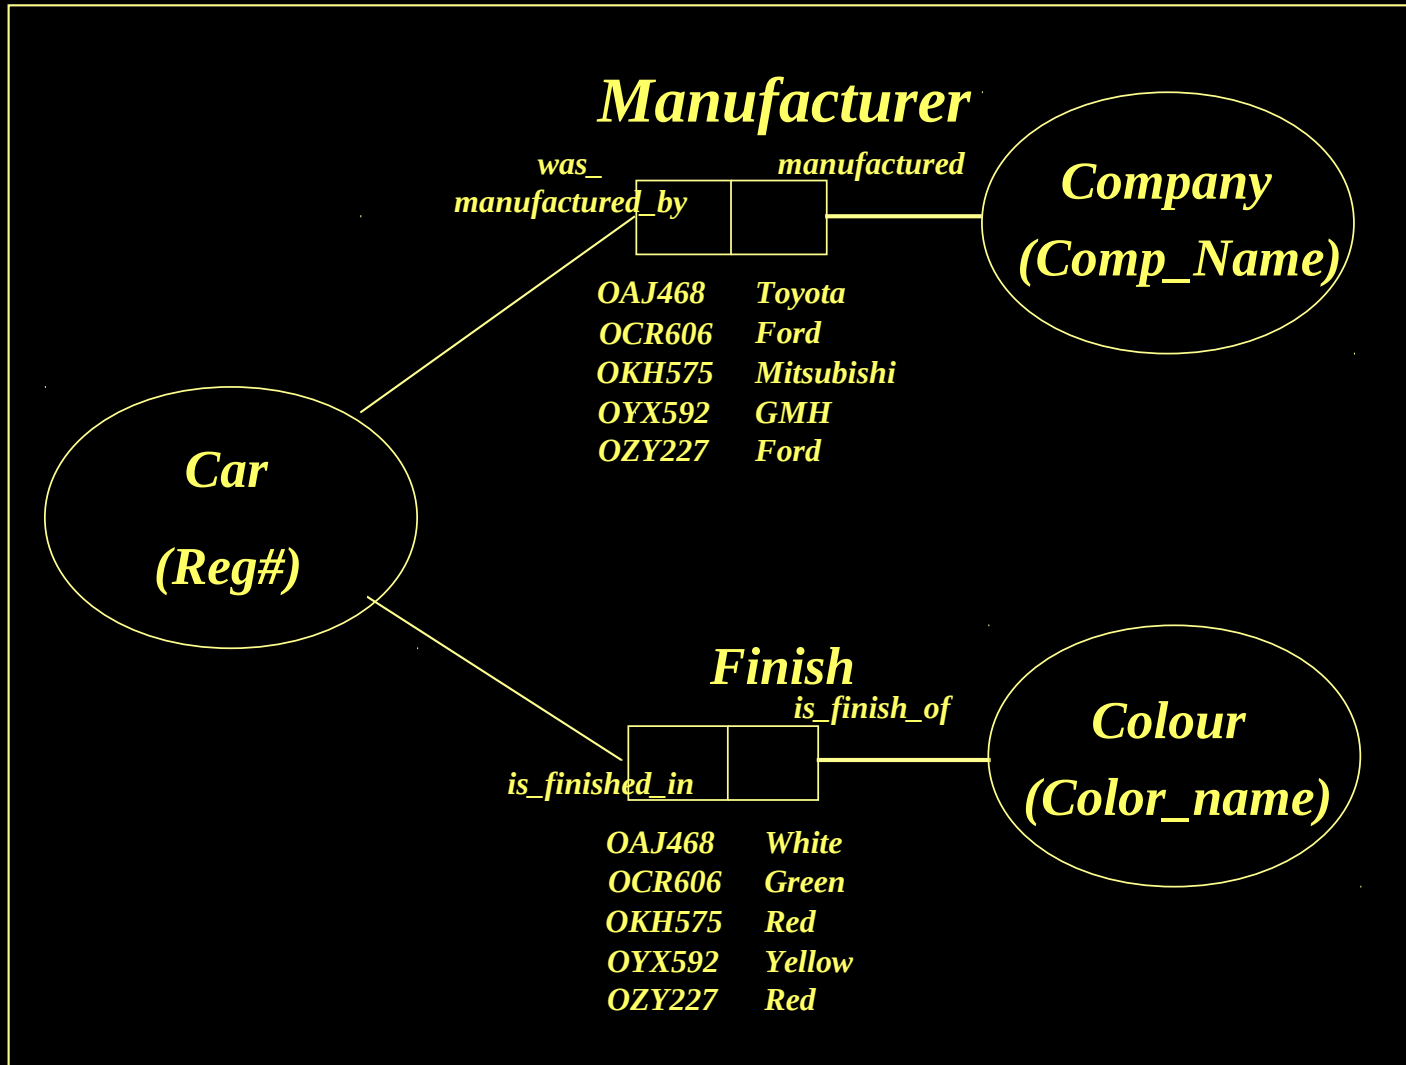 Manufacturer
was_
manufactured_by
manufactured
Company
(Comp_Name)
OAJ468 Toyota
OCR606 Ford
OKH575 Mitsubishi
OYX592 GMH
OZY227 Ford
Car
(Reg#)
Finish
is_finish_of
is_finished_in
Colour
(Color_name)
OAJ468 White
OCR606 Green
OKH575 Red
OYX592 Yellow
OZY227 Red